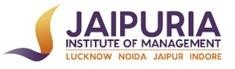 JAIPURIA
INSTITUTE OF MANAGEMENT
LUCKNOW NOIDA JAIPUR INDORE